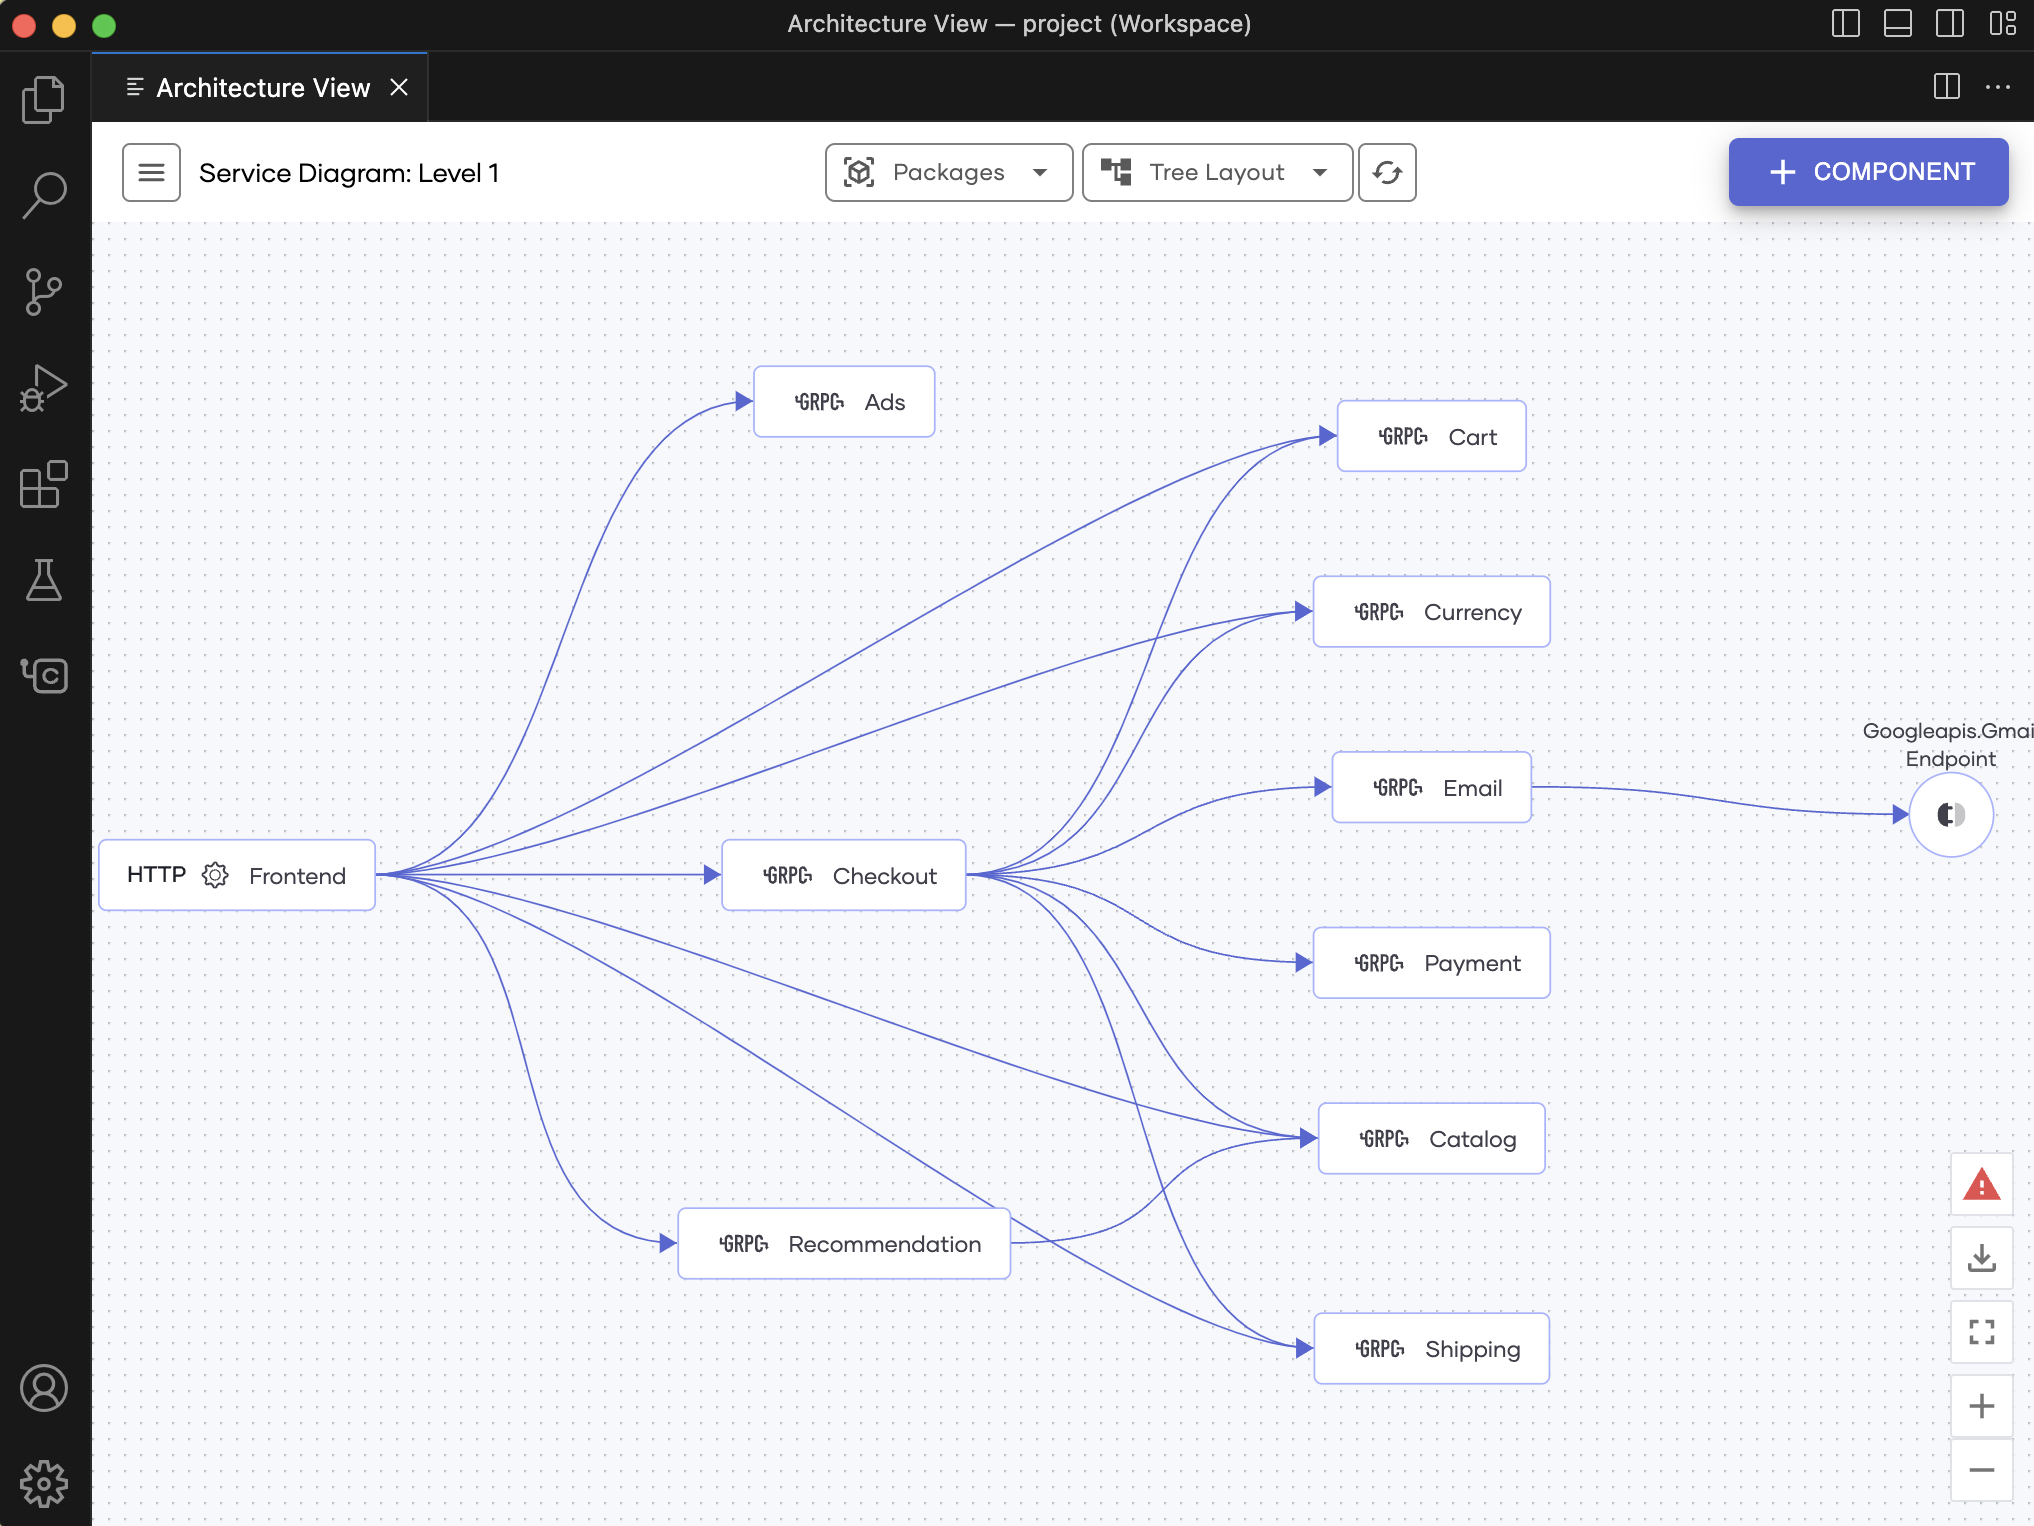 Architecture View — project (Workspace)
Architecture View
Service Diagram: Level 1
Packages
Tree Layout
COMPONENT
GRPC Ads
GRPC Cart
GRPC Currency
Googleapis.Gmai
Endpoint
GRPC Email
HTTP Frontend
GRPC Checkout
GRPC Payment
GRPC Catalog
GRPC Recommendation
GRPC Shipping
C